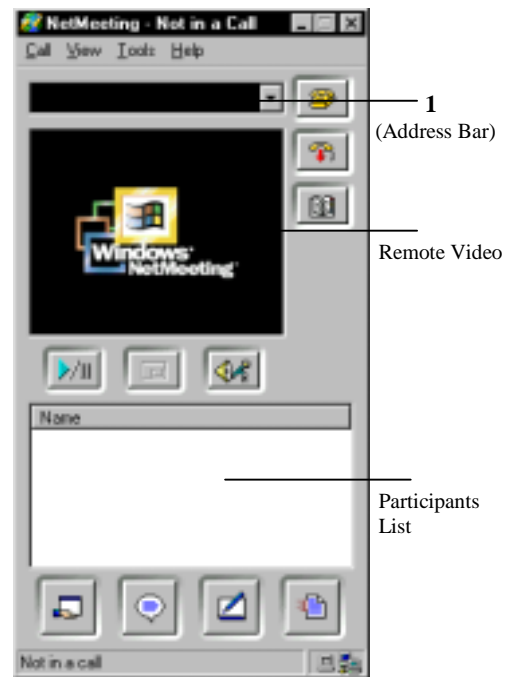 NetMeeting - Not in a Call
Call View Tools Help
1
(Address Bar)
Windows
NetMeeting
Remote Video
Name
Participants
List
Not in a call